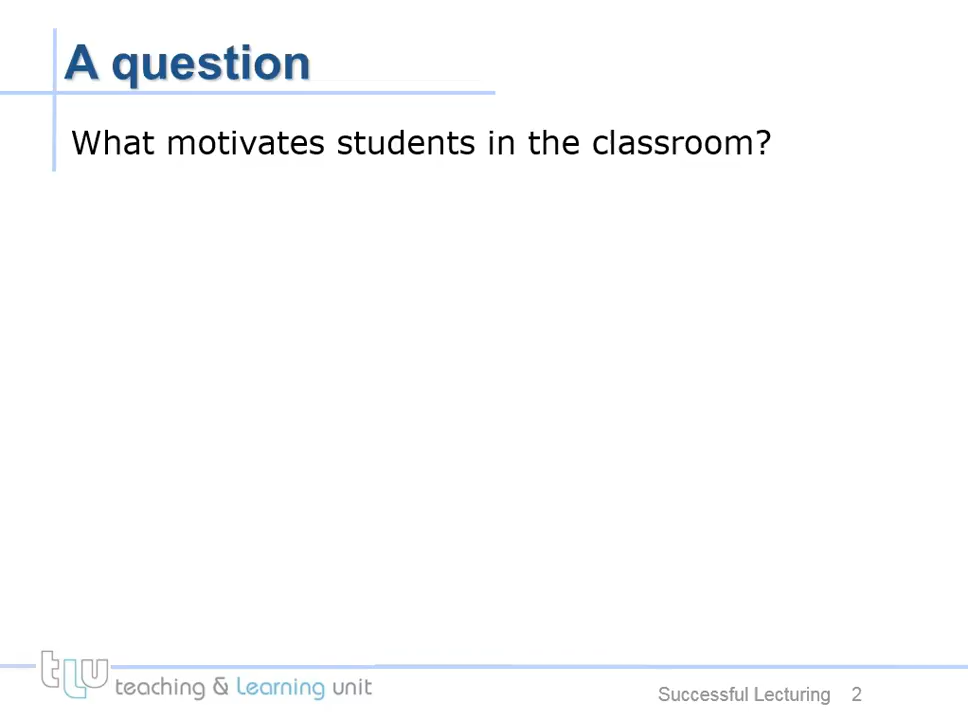 A question
What motivates students in the classroom?
tLu teaching & Learning unit
Successful Lecturing 2